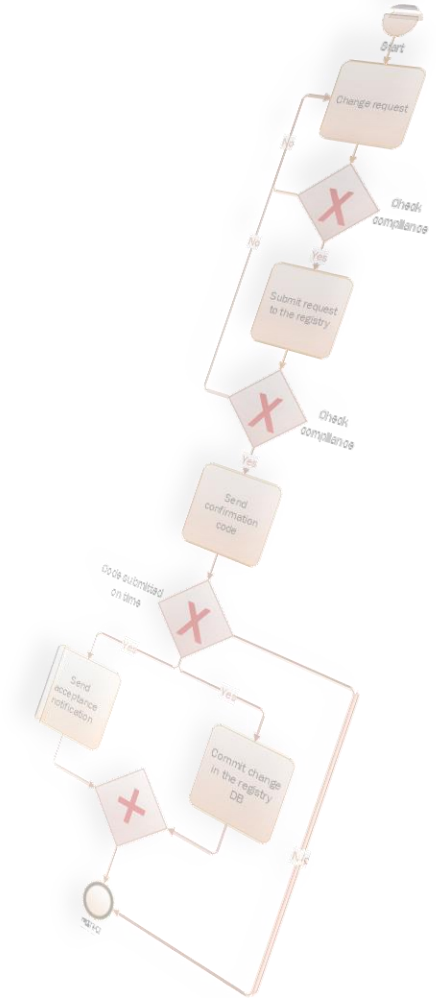 Start
Change request
No
Check
compliance
Yes
No
Submit request
to the registry
Check
compliance
Yes
Send
confirmation
code
Code submitted
on time
Yes
Send
acceptance
notification
Yes
Commit change
in the registry
DB